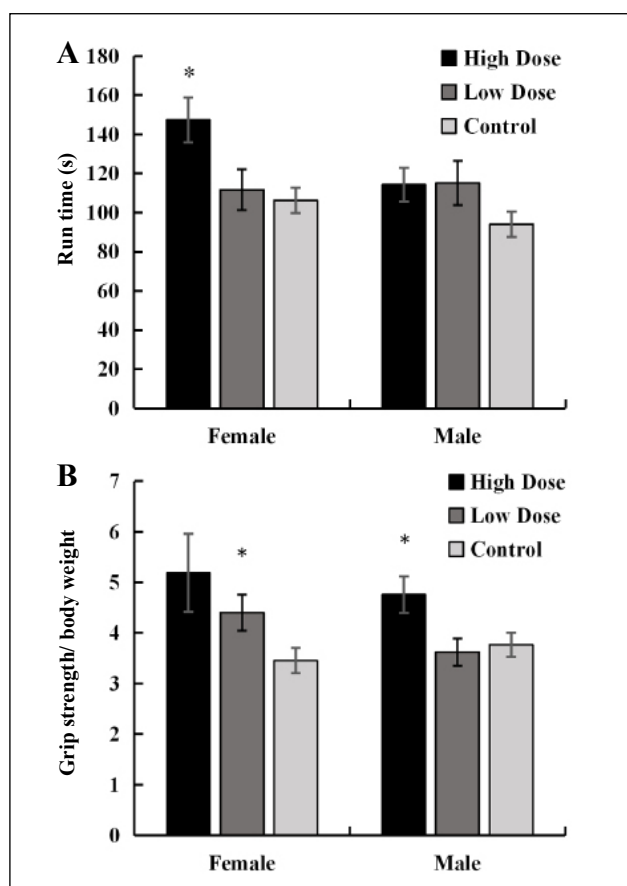 A
180
160
140
120
100
80
60
40
20
0
Run time (s)
*
High Dose
Low Dose
Control
Female Male
B
7
6
5
4
3
2
1
0
Grip strength/ body weight
* *
High Dose
Low Dose
Control
Female Male